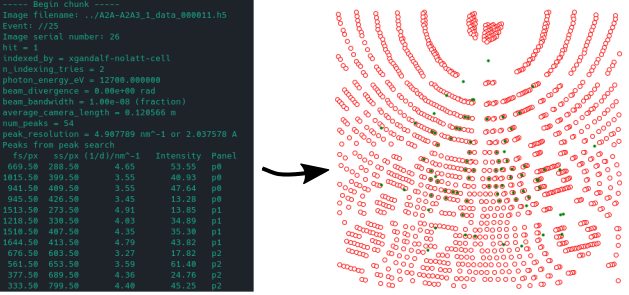 ----- Begin chunk -----
Image filename: ../A2A-A2A3_1_data_000011.h5
Event: //25
Image serial number: 26
hit = 1
indexed_by = xgandalf-nolatt-cell
n_indexing_tries = 2
photon_energy_eV = 12700.000000
beam_divergence = 0.00e+00 rad
beam_bandwidth = 1.00e-08 (fraction)
average_camera_length = 0.120566 m
num_peaks = 54
peak_resolution = 4.907789 nm^-1 or 2.037578 A
Peaks from peak search
fs/px ss/px (1/d)/nm^-1 Intensity Panel
669.50 288.50 4.65 53.55 p0
1015.50 399.50 3.55 40.93 p0
941.50 409.50 3.55 47.64 p0
945.50 426.50 3.45 13.28 p0
1513.50 273.50 4.91 13.85 p1
1218.50 330.50 4.03 34.89 p1
1510.50 407.50 4.35 35.30 p1
1644.50 413.50 4.79 43.82 p1
676.50 603.50 3.27 17.82 p2
561.50 653.50 3.59 61.40 p2
377.50 689.50 4.36 24.76 p2
333.50 799.50 4.40 45.25 p2